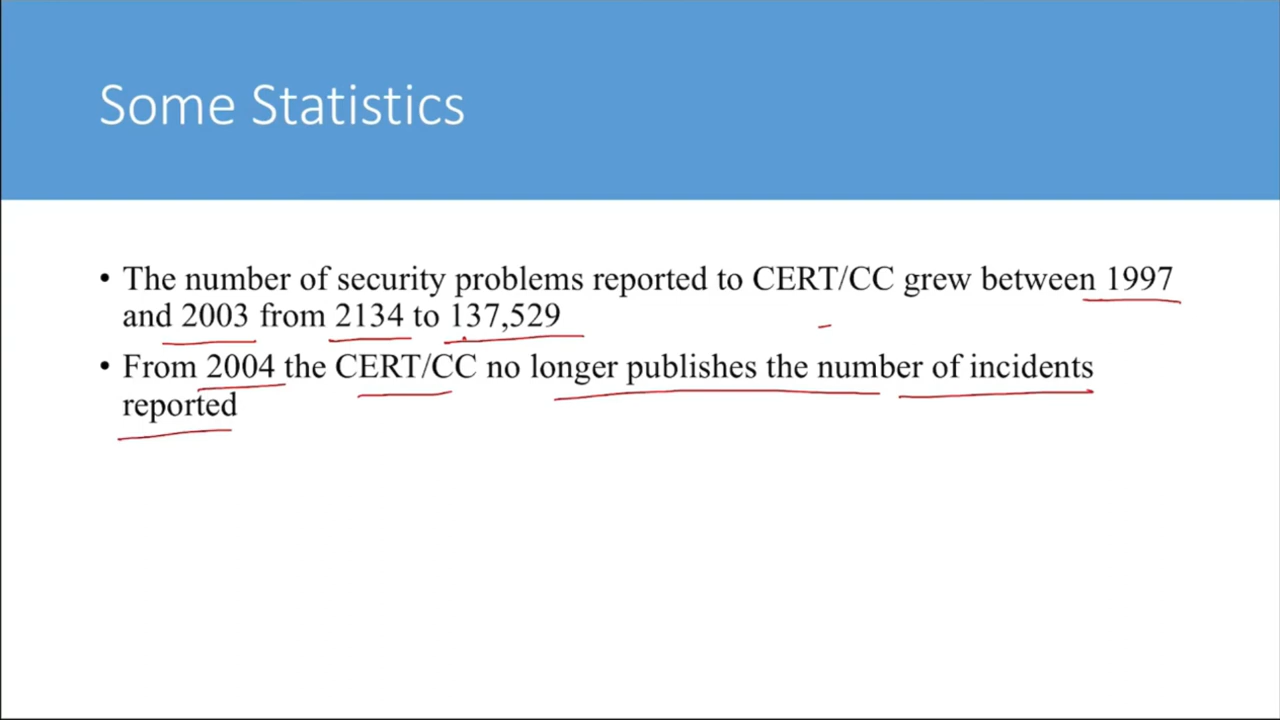 Some Statistics
• The number of security problems reported to CERT/CC grew between 1997
and 2003 from 2134 to 137,529
• From 2004 the CERT/CC no longer publishes the number of incidents
reported